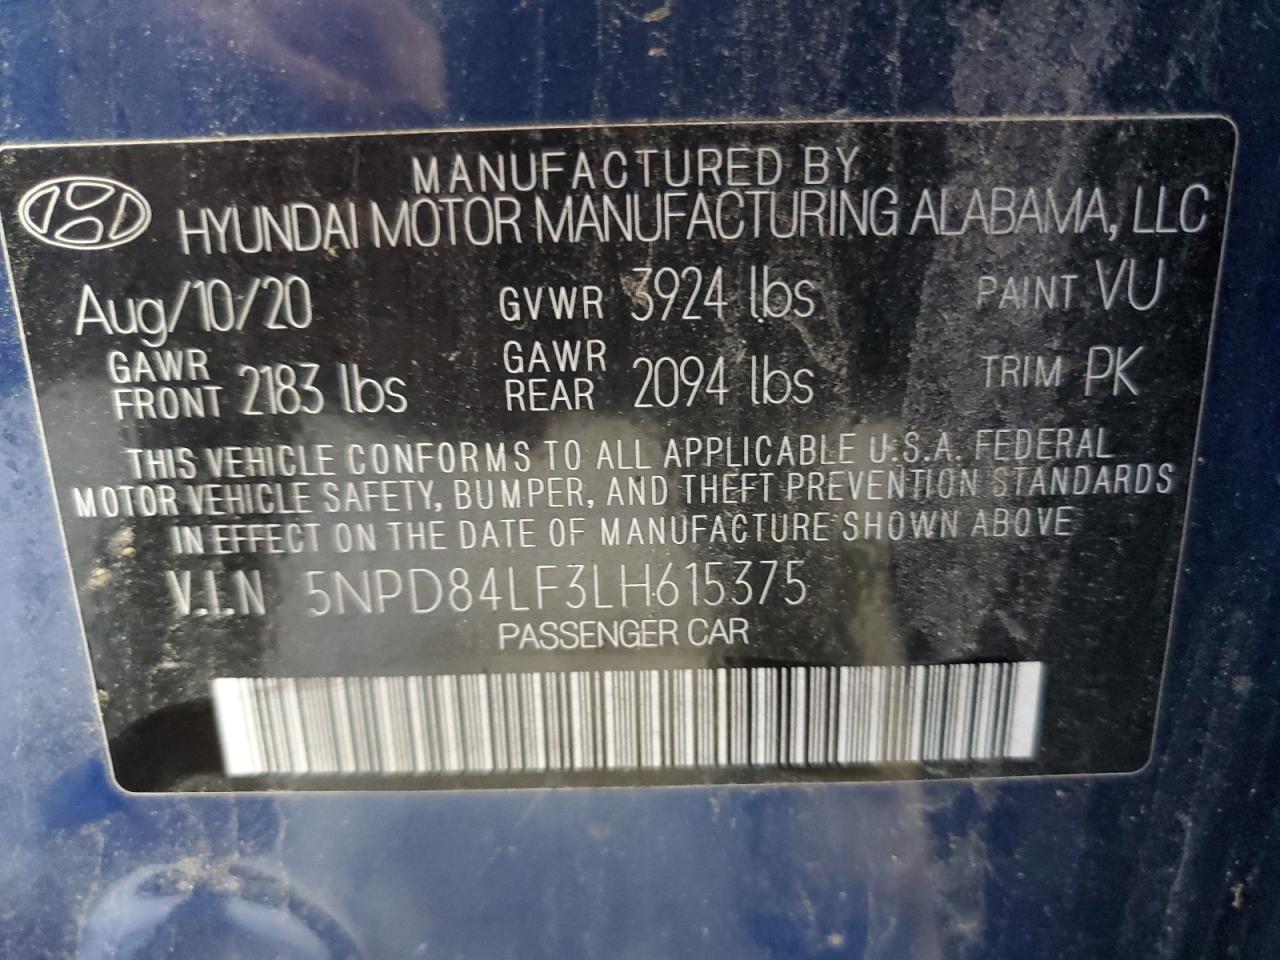 MANUFACTURED BY
HYUNDAI MOTOR MANUFACTURING ALABAMA, LLC
Aug/10/20 GVWR 3924 lbs PAINT VU
GAWR FRONT 2183 lbs GAWR REAR 2094 lbs TRIM PK
THIS VEHICLE CONFORMS TO ALL APPLICABLE U.S.A. FEDERAL
MOTOR VEHICLE SAFETY, BUMPER, AND THEFT PREVENTION STANDARDS
IN EFFECT ON THE DATE OF MANUFACTURE SHOWN ABOVE
V.I.N 5NPD84LF3LH615375
PASSENGER CAR